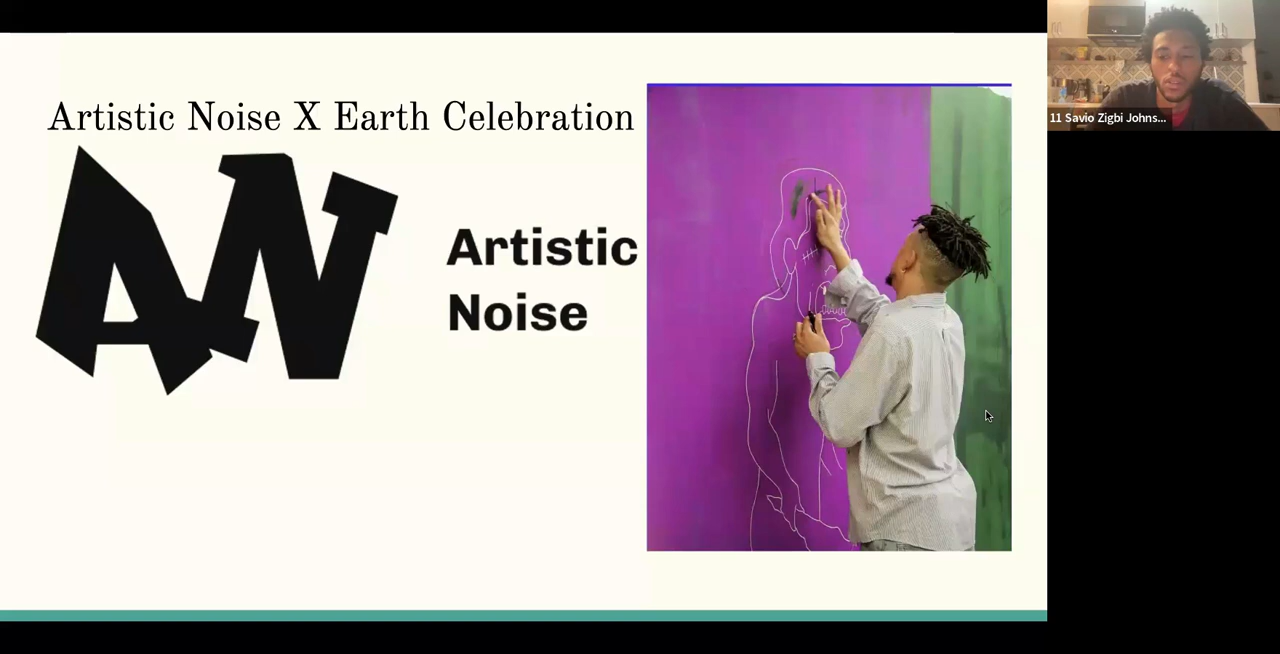 Artistic Noise X Earth Celebration
AN
Artistic
Noise
11 Savio Zigbi Johns...